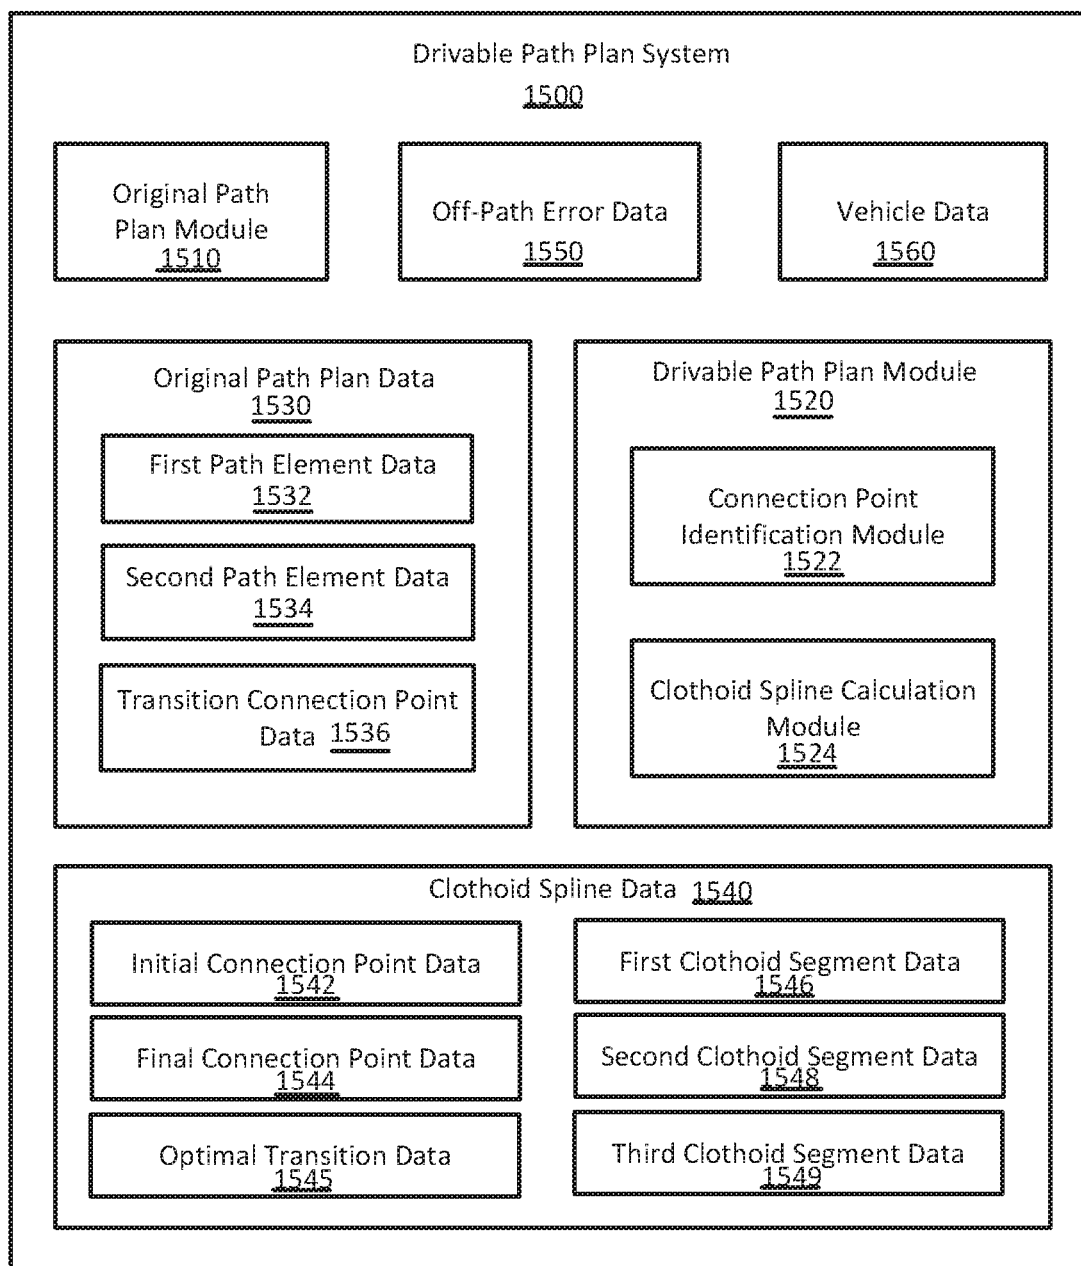 Drivable Path Plan System
1500
Original Path
Plan Module
1510
Off-Path Error Data
1550
Vehicle Data
1560
Original Path Plan Data
1530
First Path Element Data
1532
Second Path Element Data
1534
Transition Connection Point
Data 1536
Drivable Path Plan Module
1520
Connection Point
Identification Module
1522
Clothoid Spline Calculation
Module
1524
Clothoid Spline Data 1540
Initial Connection Point Data
1542
Final Connection Point Data
1544
Optimal Transition Data
1545
First Clothoid Segment Data
1546
Second Clothoid Segment Data
1548
Third Clothoid Segment Data
1549